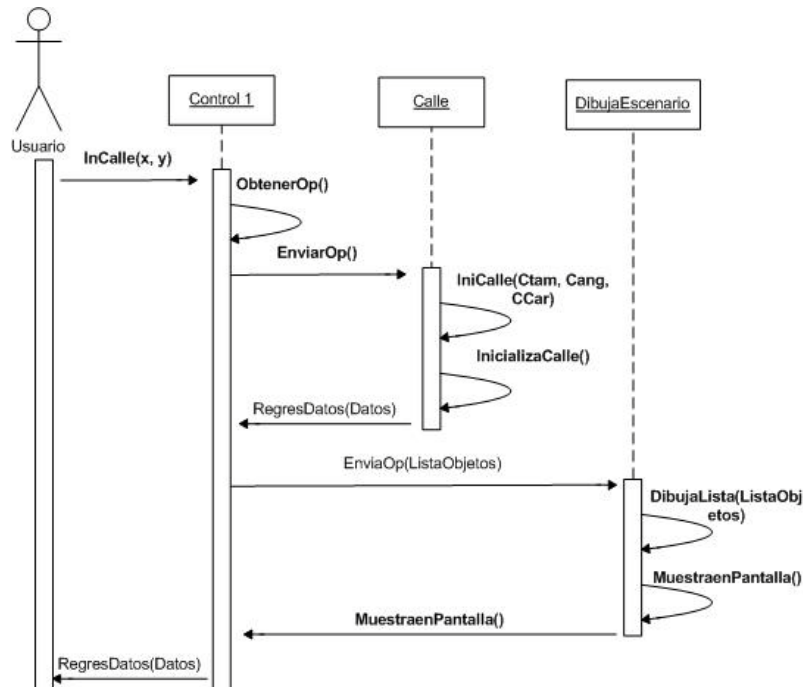 Control 1
Calle
DibujaEscenario
Usuario
InCalle(x, y)
ObtenerOp()
EnviarOp()
IniCalle(Ctam, Cang,
CCar)
InicializaCalle()
RegresDatos(Datos)
EnviaOp(ListaObjetos)
DibujaLista(ListaObj
etos)
MuestraenPantalla()
MuestraenPantalla()
RegresDatos(Datos)